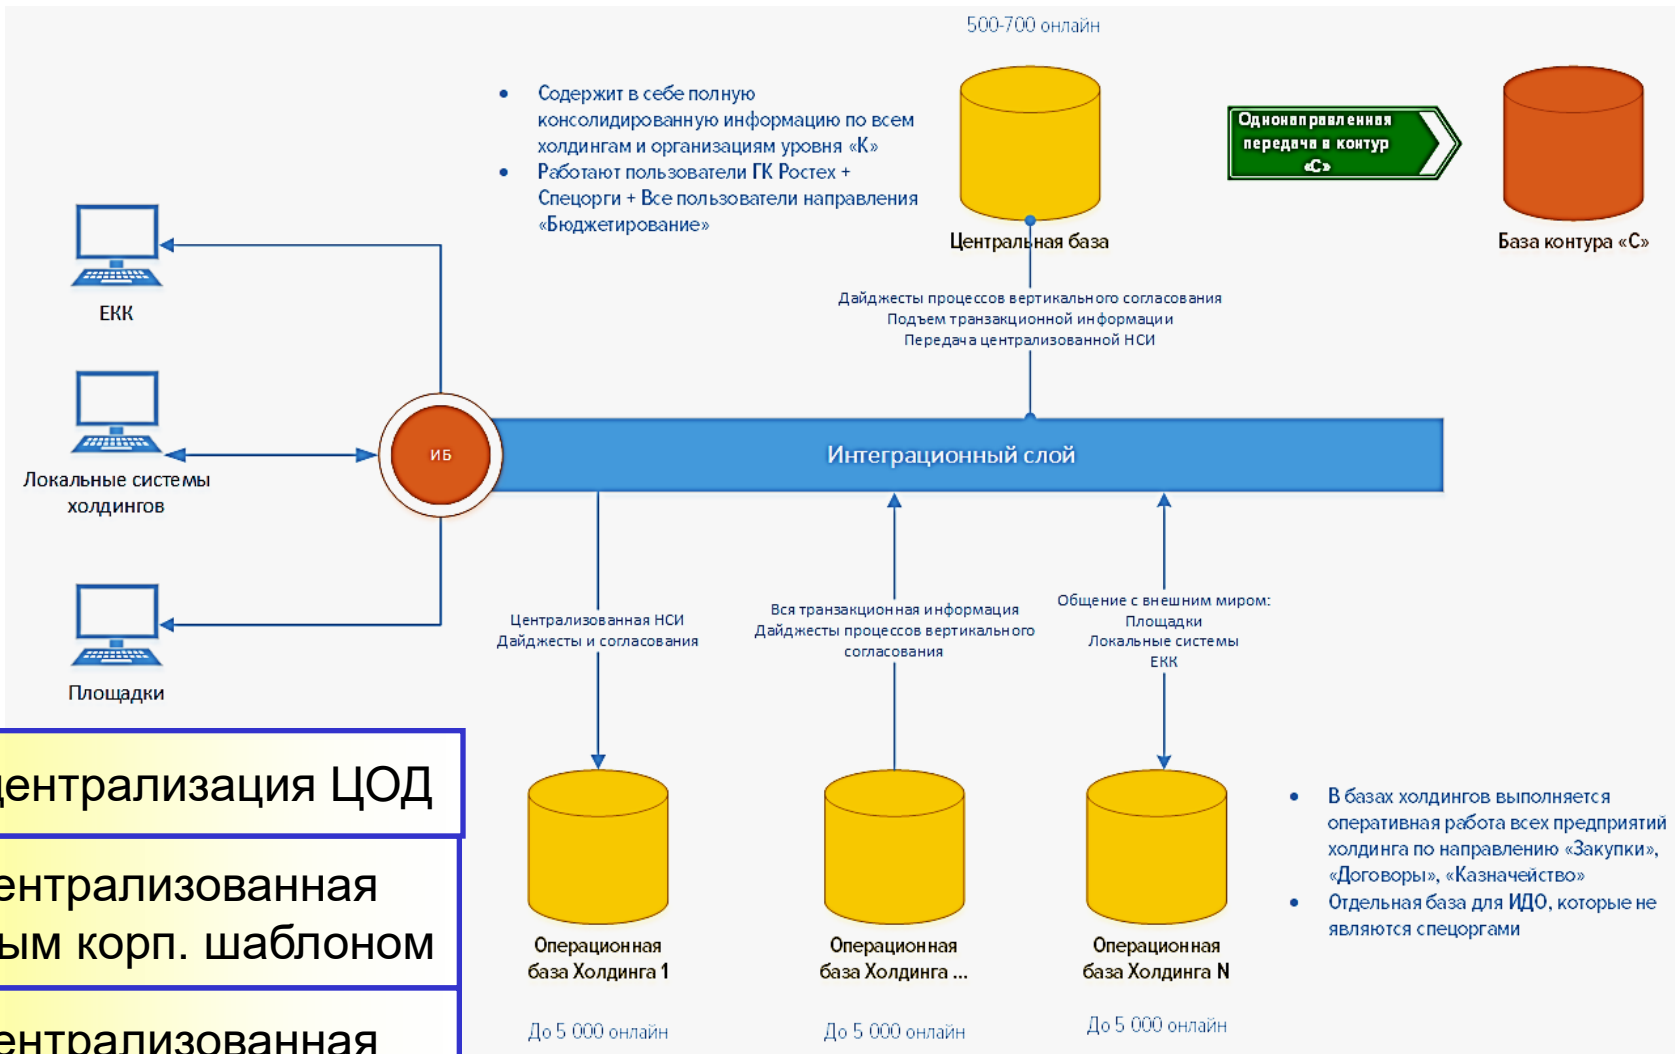 500-700 онлайн
• Содержит в себе полную
консолидированную информацию по всем
холдингам и организациям уровня «К»
• Работают пользователи ГК Ростех +
Спецорги + Все пользователи направления
«Бюджетирование»
Однонаправленная
передача в контур
«С»
Центральная база
База контура «С»
ЕКК
Дайджесты процессов вертикального согласования
Подъем транзакционной информации
Передача централизованной НСИ
Локальные системы
холдингов
ИБ
Интеграционный слой
Площадки
Централизованная НСИ
Дайджесты и согласования
Вся транзакционная информация
Дайджесты процессов вертикального
согласования
Общение с внешним миром:
Площадки
Локальные системы
ЕКК
централизация ЦОД
ентрализованная
ым корп. шаблоном
ентрализованная
Операционная
база Холдинга 1
Операционная
база Холдинга ...
Операционная
база Холдинга N
• В базах холдингов выполняется
оперативная работа всех предприятий
холдинга по направлению «Закупки»,
«Договоры», «Казначейство»
• Отдельная база для ИДО, которые не
являются спецоргами
До 5 000 онлайн
До 5 000 онлайн
До 5 000 онлайн